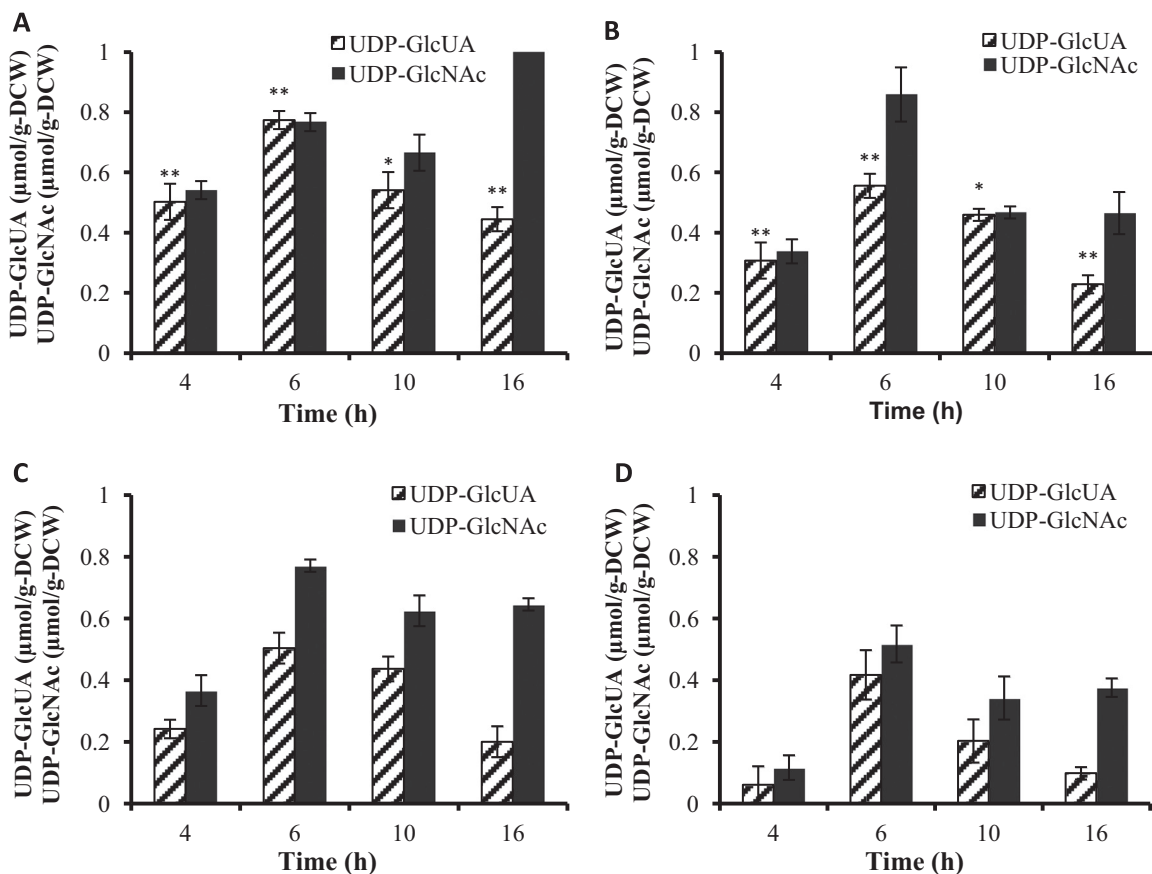 A
UDP-GlcUA (µmol/g-DCW)
UDP-GlcNAc (µmol/g-DCW)
UDP-GlcUA
UDP-GlcNAc
1
0.8
0.6
0.4
0.2
0
**
**
*
**
4 6 10 16
Time (h)
B
UDP-GlcUA (µmol/g-DCW)
UDP-GlcNAc (µmol/g-DCW)
UDP-GlcUA
UDP-GlcNAc
1
0.8
0.6
0.4
0.2
0
**
**
*
**
4 6 10 16
Time (h)
C
UDP-GlcUA (µmol/g-DCW)
UDP-GlcNAc (µmol/g-DCW)
UDP-GlcUA
UDP-GlcNAc
1
0.8
0.6
0.4
0.2
0
4 6 10 16
Time (h)
D
UDP-GlcUA (µmol/g-DCW)
UDP-GlcNAc (µmol/g-DCW)
UDP-GlcUA
UDP-GlcNAc
1
0.8
0.6
0.4
0.2
0
4 6 10 16
Time (h)